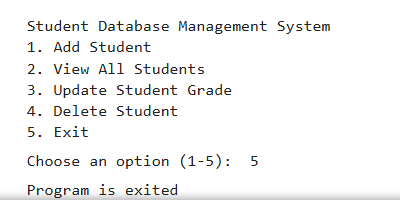 Student Database Management System
1. Add Student
2. View All Students
3. Update Student Grade
4. Delete Student
5. Exit
Choose an option (1-5):  5
Program is exited